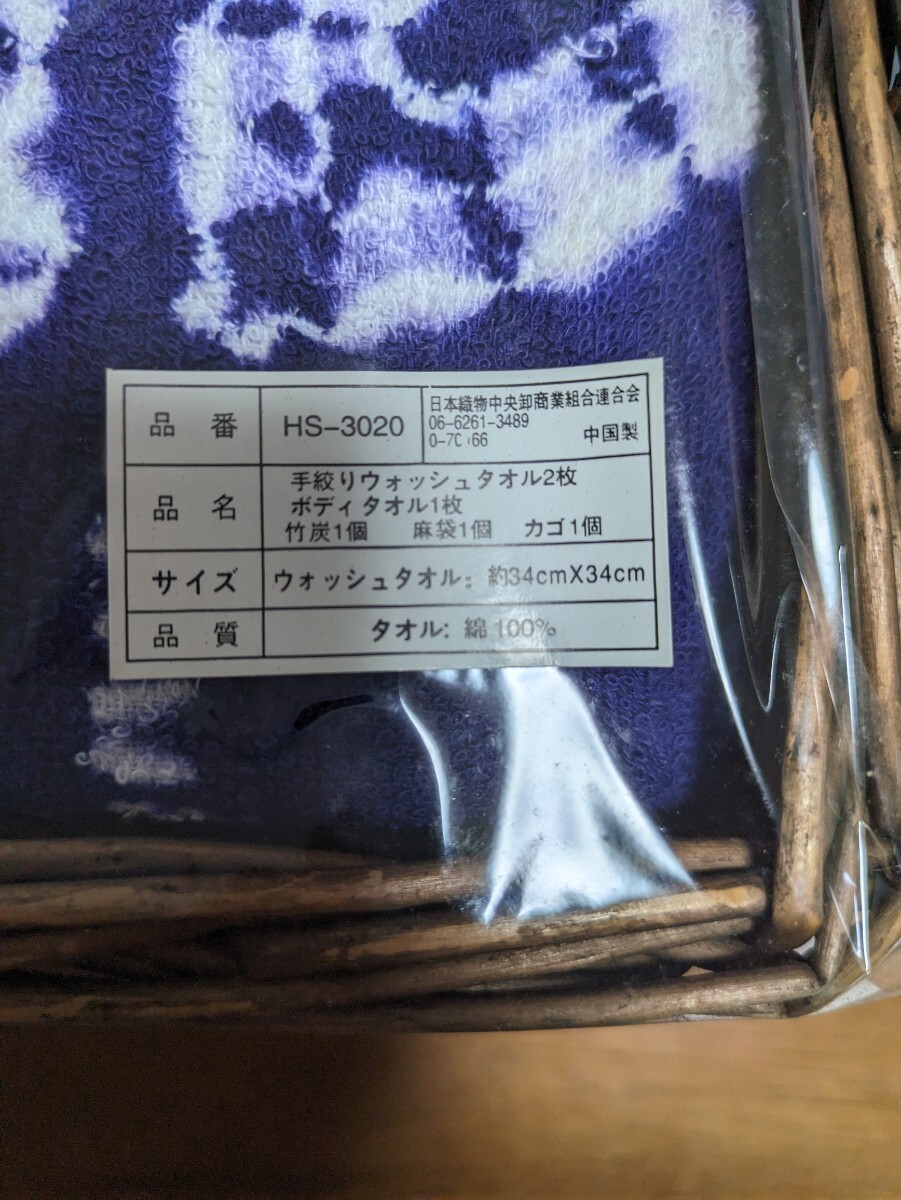 品番 HS-3020
日本織物中央卸商業組合連合会
06-6261-3489
中国製
品名 手絞りウォッシュタオル2枚
ボディタオル1枚
竹炭1個 麻袋1個 カゴ1個
サイズ ウォッシュタオル: 約34cmX34cm
品質 タオル: 綿100%